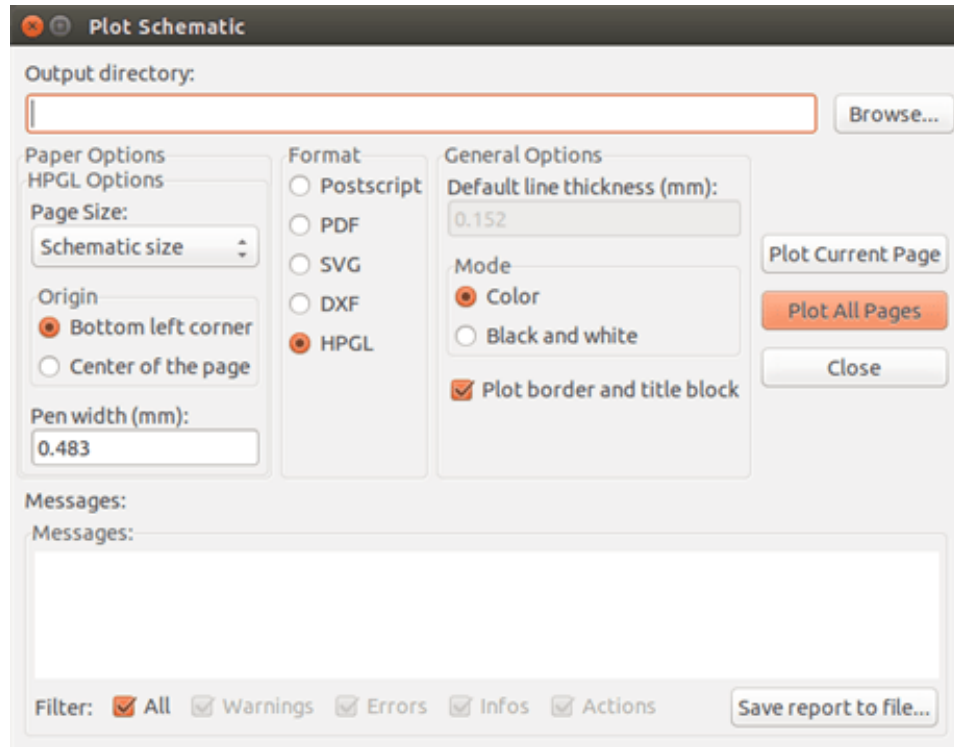 Plot Schematic
Output directory:
Browse...
Paper Options
HPGL Options
Page Size:
Schematic size
Origin
Bottom left corner
Center of the page
Pen width (mm):
0.483
Format
Postscript
PDF
SVG
DXF
HPGL
General Options
Default line thickness (mm):
0.152
Mode
Color
Black and white
Plot border and title block
Plot Current Page
Plot All Pages
Close
Messages:
Messages:
Filter: All Warnings Errors Infos Actions Save report to file...